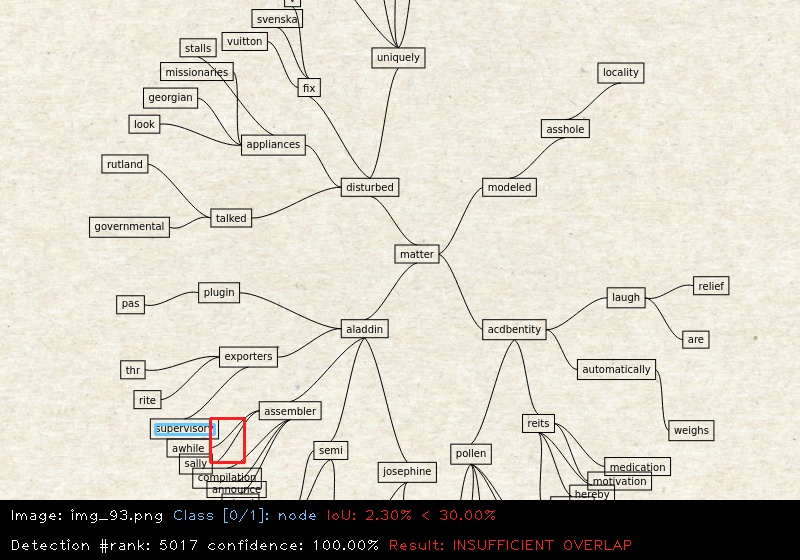 svenska
vuitton
stalls
uniquely
missionaries
locality
fix
georgian
look
asshole
appliances
rutland
disturbed
modeled
talked
governmental
matter
relief
plugin
laugh
pas
aladdin
acdbentity
are
exporters
thr
automatically
rite
assembler
reits
supervisory
weighs
awhile
semi
pollen
sally
josephine
medication
compilation
motivation
announce
hereby
Image: img_93.png Class [0/1]: node IoU: 2.30% < 30.00%
Detection #rank: 5017 confidence: 100.00% Result: INSUFFICIENT OVERLAP